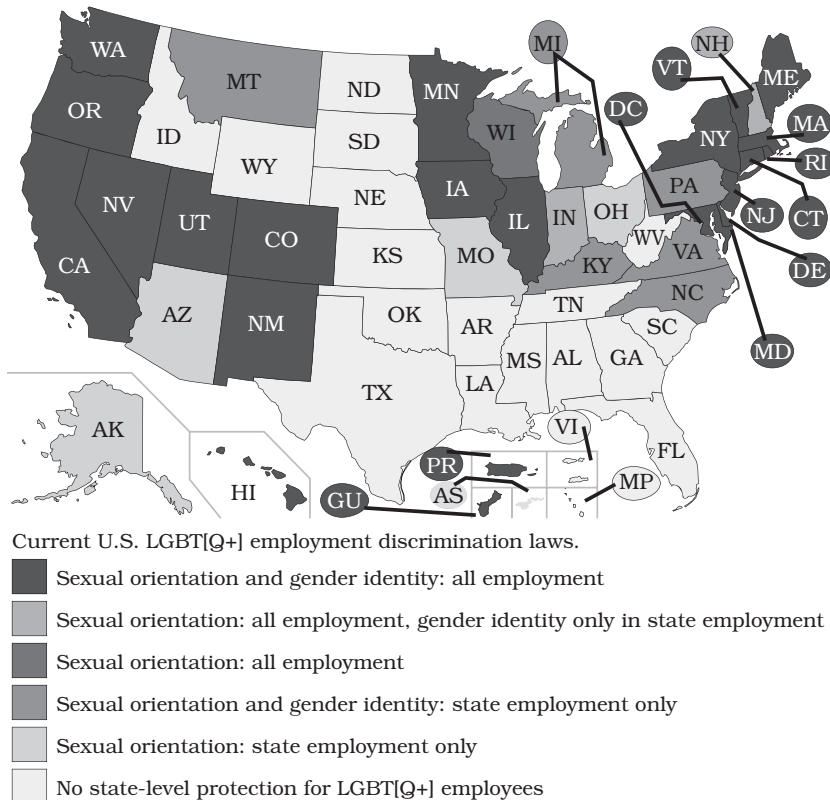 MI
NH
WA
VT
ME
MT
ND
MN
DC
OR
MA
ID
SD
WI
NY
RI
WY
PA
NE
IA
NV
OH
NJ
CT
UT
IL
IN
CO
WV
MO
VA
KS
CA
KY
DE
NC
AZ
TN
OK
NM
AR
SC
MD
MS
AL
GA
LA
TX
AK
VI
FL
PR
HI
AS
MP
GU
Current U.S. LGBT[Q+] employment discrimination laws.
Sexual orientation and gender identity: all employment
Sexual orientation: all employment, gender identity only in state employment
Sexual orientation: all employment
Sexual orientation and gender identity: state employment only
Sexual orientation: state employment only
No state-level protection for LGBT[Q+] employees